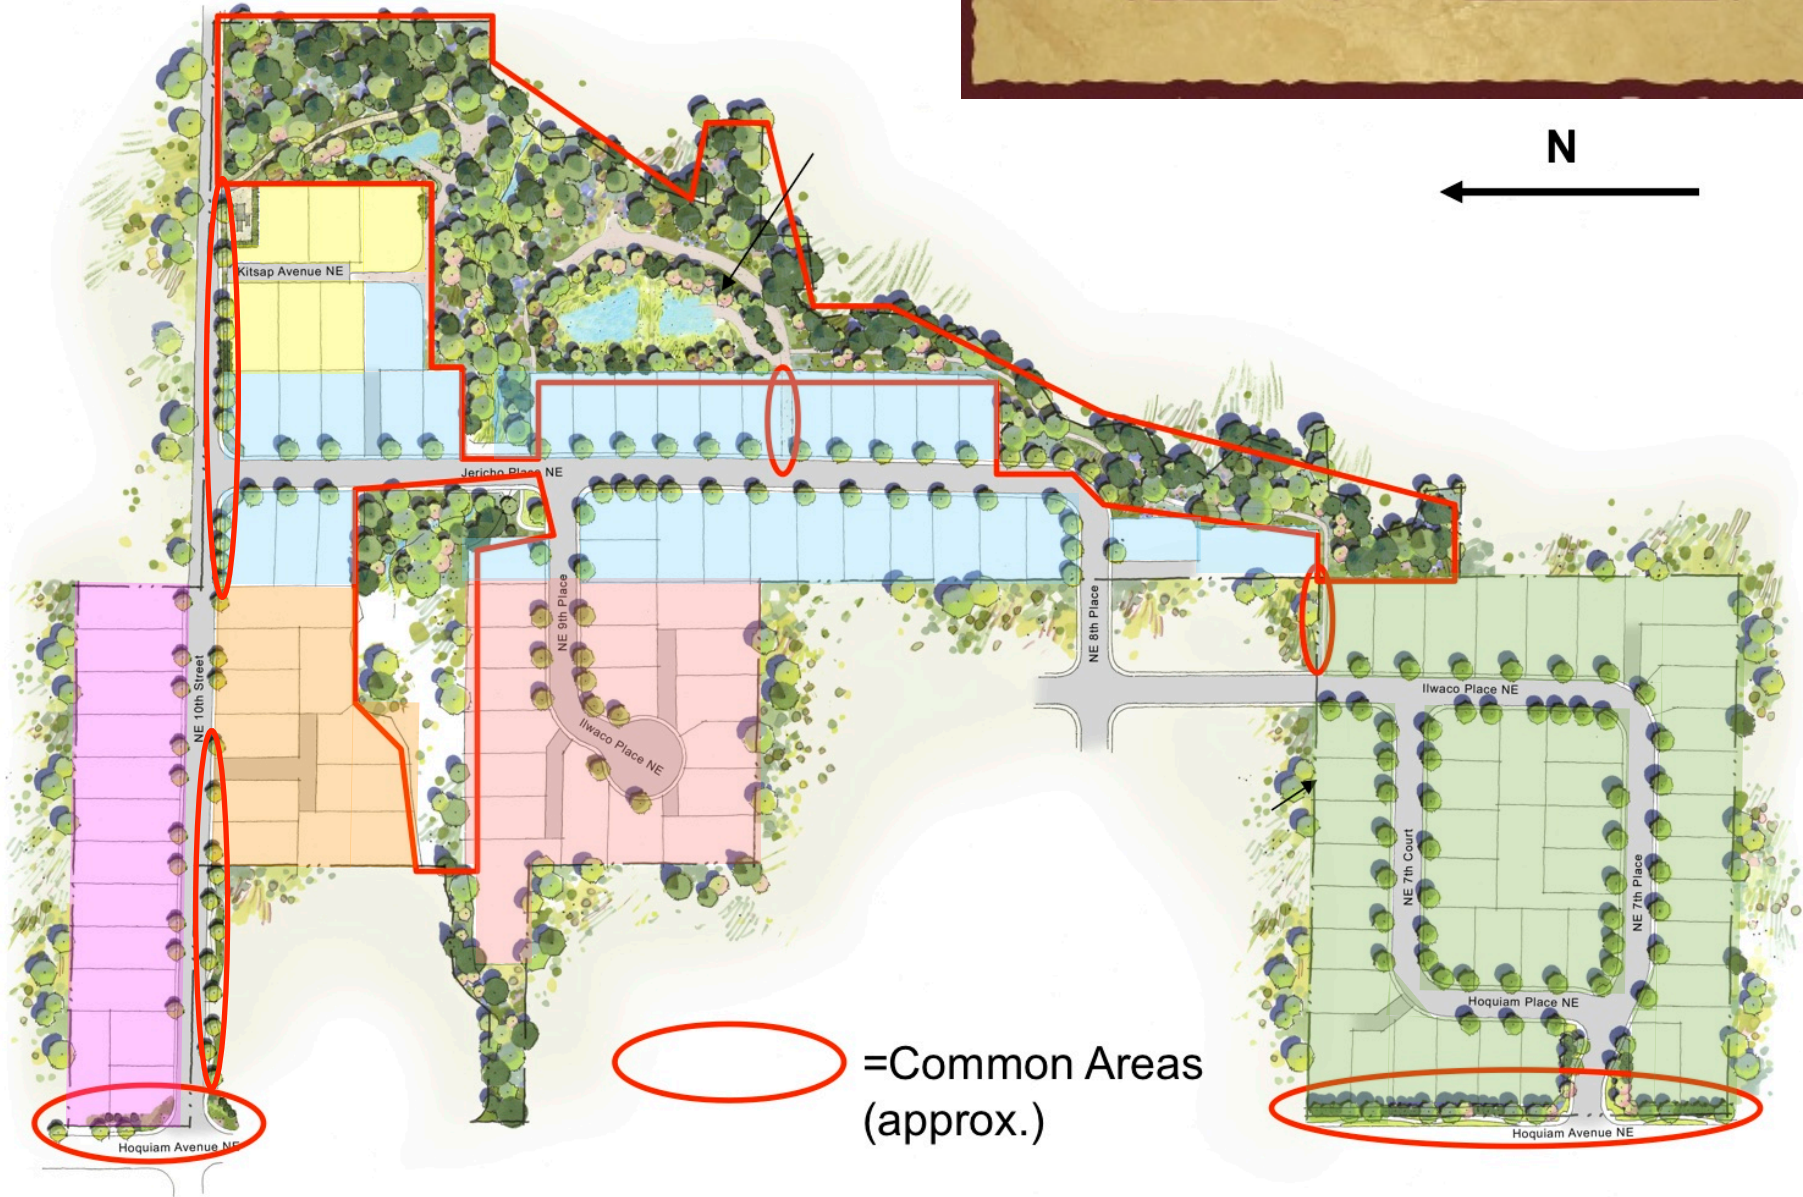 N
Kitsap Avenue NE
Jericho Place NE
NE 10th Street
NE 9th Place
Ilwaco Place NE
NE 8th Place
Ilwaco Place NE
NE 7th Court
NE 7th Place
Hoquiam Place NE
=Common Areas
(approx.)
Hoquiam Avenue NE
Hoquiam Avenue NE